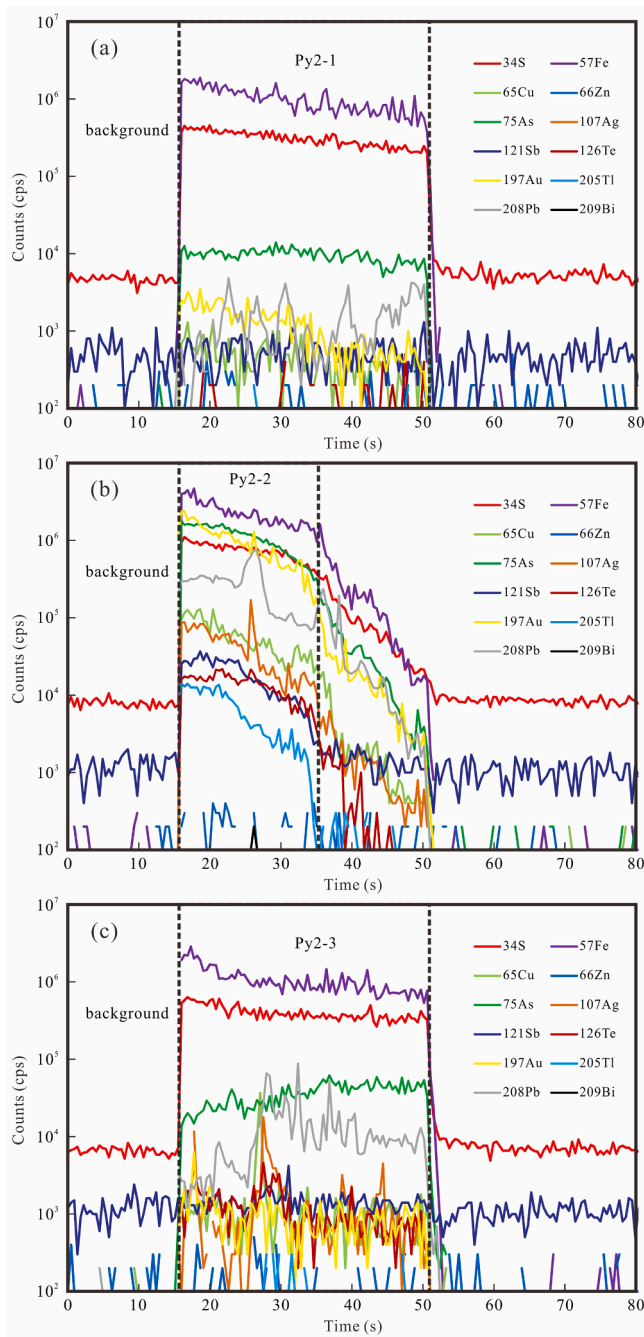 10⁷
(a)
Py2-1
34S 57Fe
65Cu 66Zn
10⁶
75As 107Ag
background
121Sb 126Te
197Au 205Tl
10⁵
208Pb 209Bi
Counts (cps)
10⁴
10³
10²
0 10 20 30 40 50 60 70 80
Time (s)
10⁷
(b)
Py2-2
34S 57Fe
65Cu 66Zn
10⁶
75As 107Ag
background
121Sb 126Te
197Au 205Tl
10⁵
208Pb 209Bi
Counts (cps)
10⁴
10³
10²
0 10 20 30 40 50 60 70 80
Time (s)
10⁷
(c)
Py2-3
34S 57Fe
65Cu 66Zn
10⁶
75As 107Ag
background
121Sb 126Te
197Au 205Tl
10⁵
208Pb 209Bi
Counts (cps)
10⁴
10³
10²
0 10 20 30 40 50 60 70 80
Time (s)